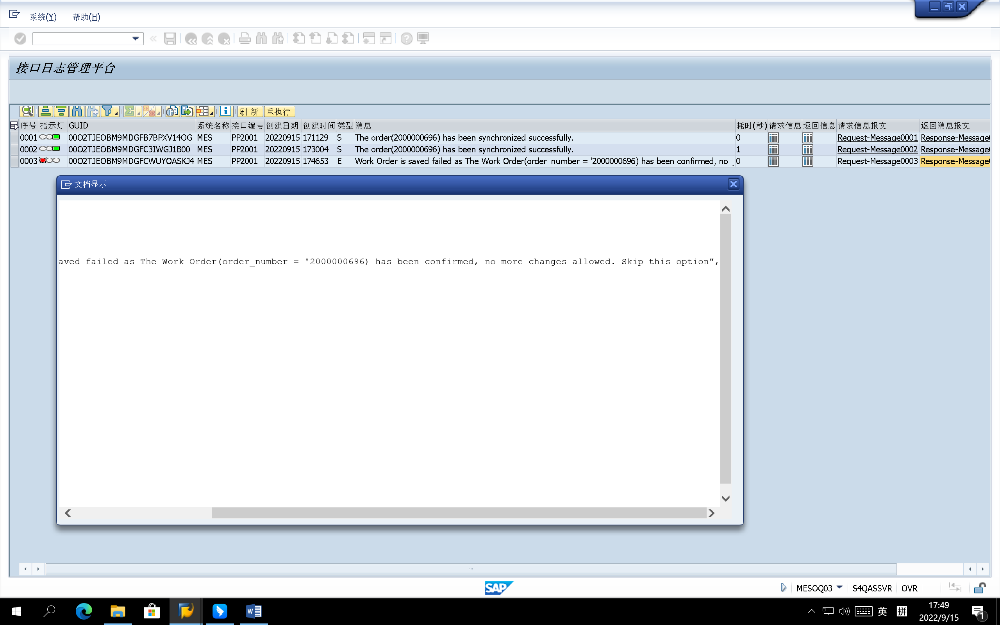 系统(Y) 帮助(H)
接口日志管理平台
刷 新 重执行
序号 指示灯 GUID 系统名称 接口编号 创建日期 创建时间 类型 消息 耗时(秒) 请求信息 返回信息 请求信息报文 返回消息报文
0001 00O2TJEOBM9MDGFB7BPXV14OG MES PP2001 20220915 171129 S The order(2000000696) has been synchronized successfully. 0 Request-Message0001 Response-Message
0002 00O2TJEOBM9MDGFC3IWGJ1B00 MES PP2001 20220915 173004 S The order(2000000696) has been synchronized successfully. 1 Request-Message0002 Response-Message
0003 00O2TJEOBM9MDGFCWUYOASKJ4 MES PP2001 20220915 174653 E Work Order is saved failed as The Work Order(order_number = '2000000696) has been confirmed, no ... 0 Request-Message0003 Response-Message
文档显示
aved failed as The Work Order(order_number = '2000000696) has been confirmed, no more changes allowed. Skip this option",
SAP MESOQ03 S4QASSVR OVR
英 拼 17:49
2022/9/15 1